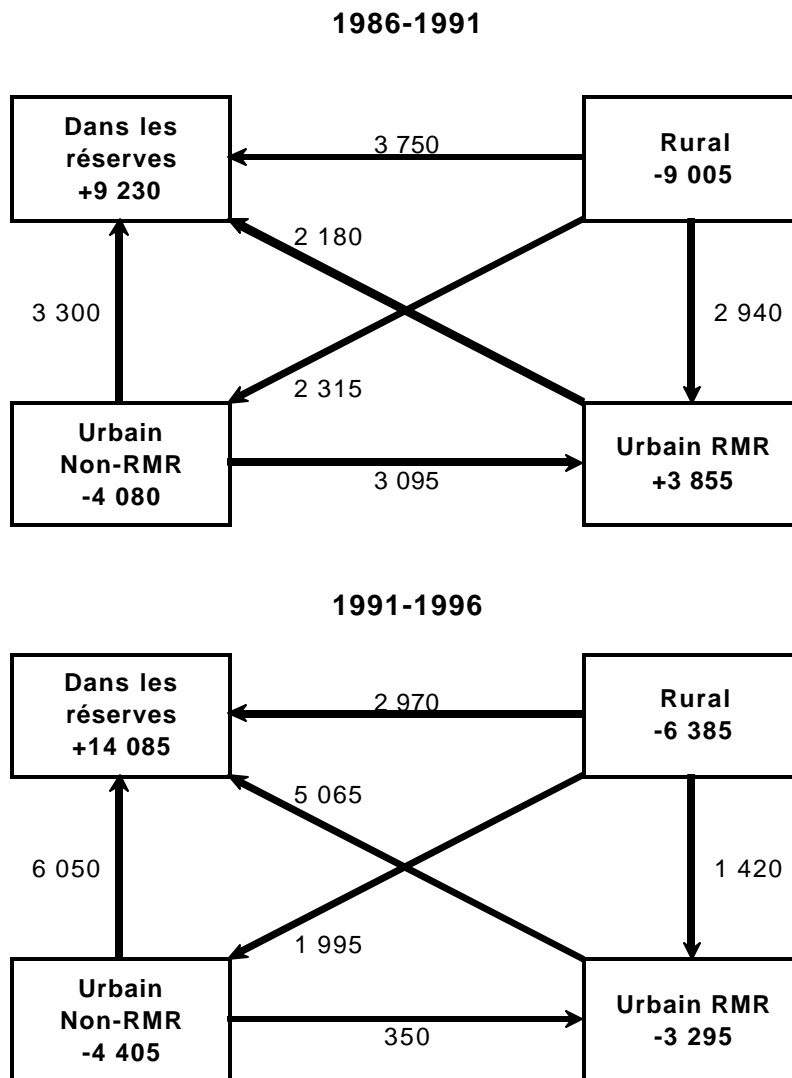 1986-1991
Dans les
réserves
+9 230
3 750
Rural
-9 005
2 180
3 300
2 940
2 315
Urbain
Non-RMR
-4 080
3 095
Urbain RMR
+3 855
1991-1996
Dans les
réserves
+14 085
2 970
Rural
-6 385
5 065
6 050
1 420
1 995
Urbain
Non-RMR
-4 405
350
Urbain RMR
-3 295